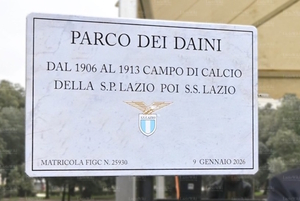 PARCO DEI DAINI
DAL 1906 AL 1913 CAMPO DI CALCIO
DELLA S.P. LAZIO POI S.S. LAZIO
MATRICOLA FIGC N. 25930
9 GENNAIO 2026